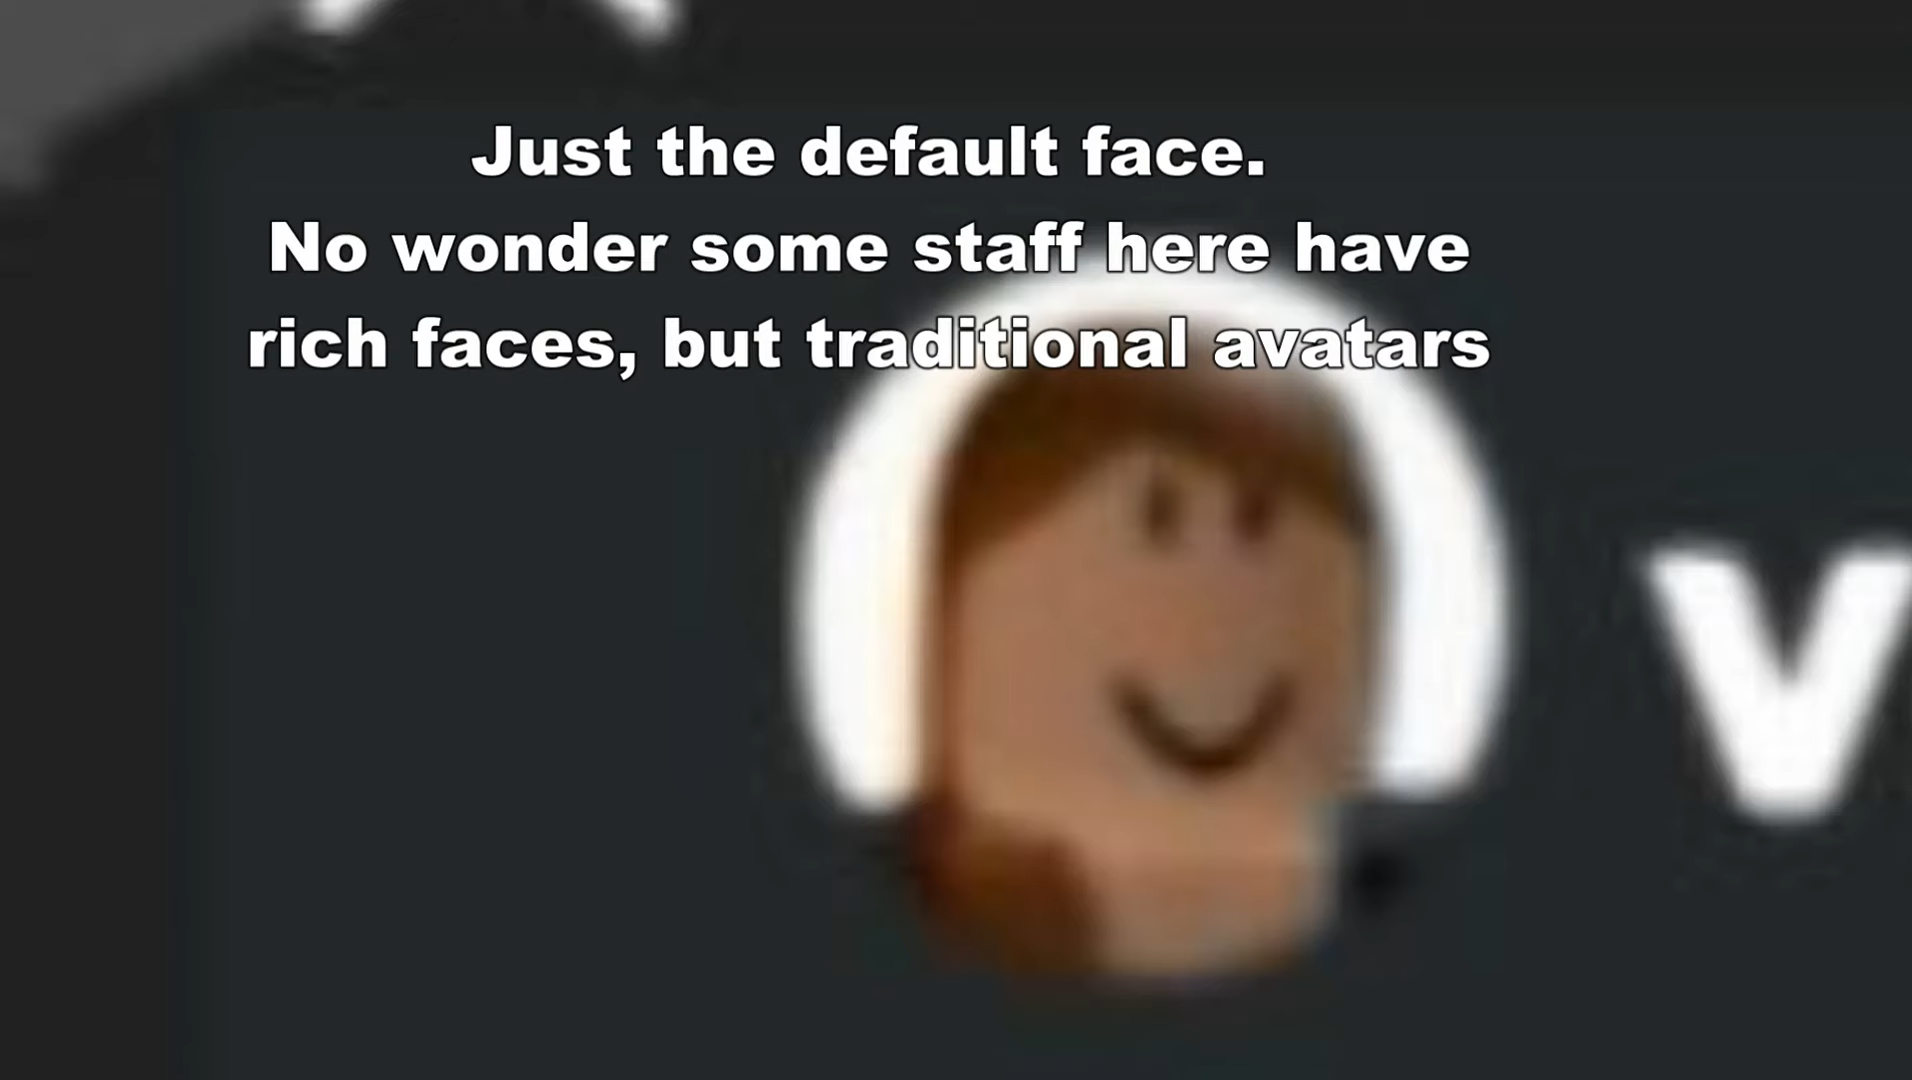 Just the default face.
No wonder some staff here have
rich faces, but traditional avatars
v